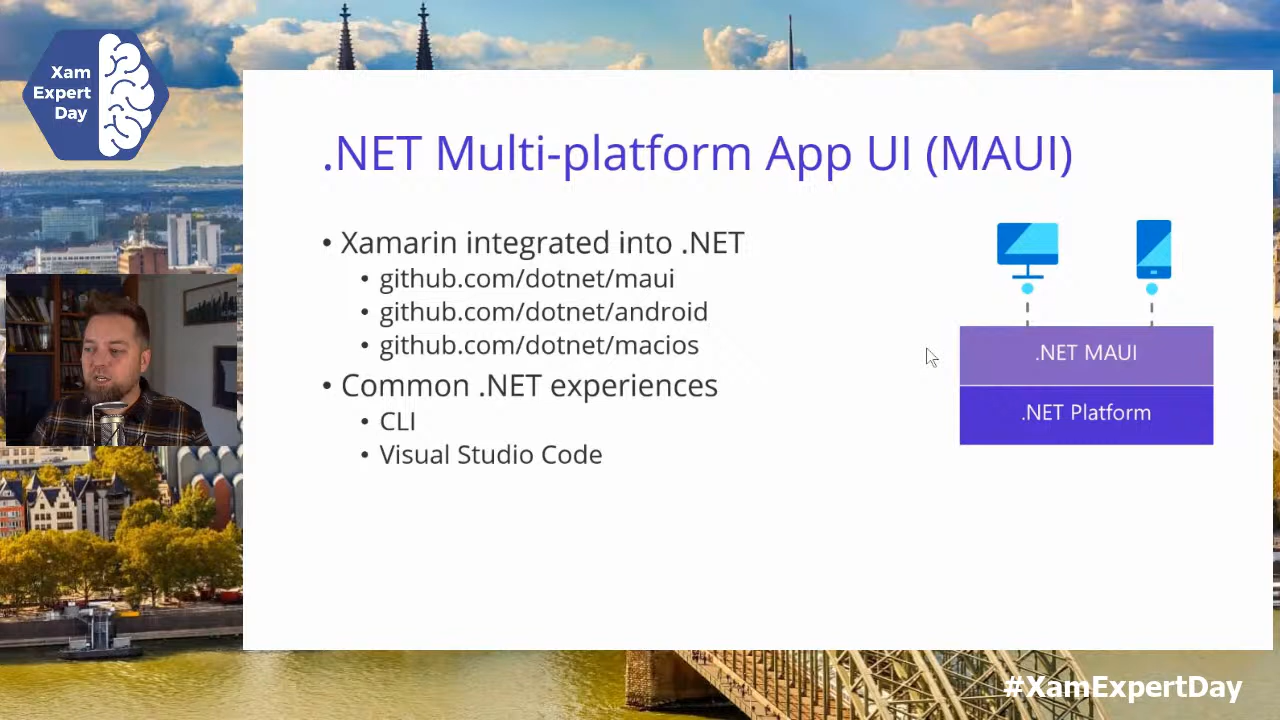 Xam
Expert
Day
.NET Multi-platform App UI (MAUI)
• Xamarin integrated into .NET
• github.com/dotnet/maui
• github.com/dotnet/android
• github.com/dotnet/macios
• Common .NET experiences
• CLI
• Visual Studio Code
.NET MAUI
.NET Platform
#XamExpertDay